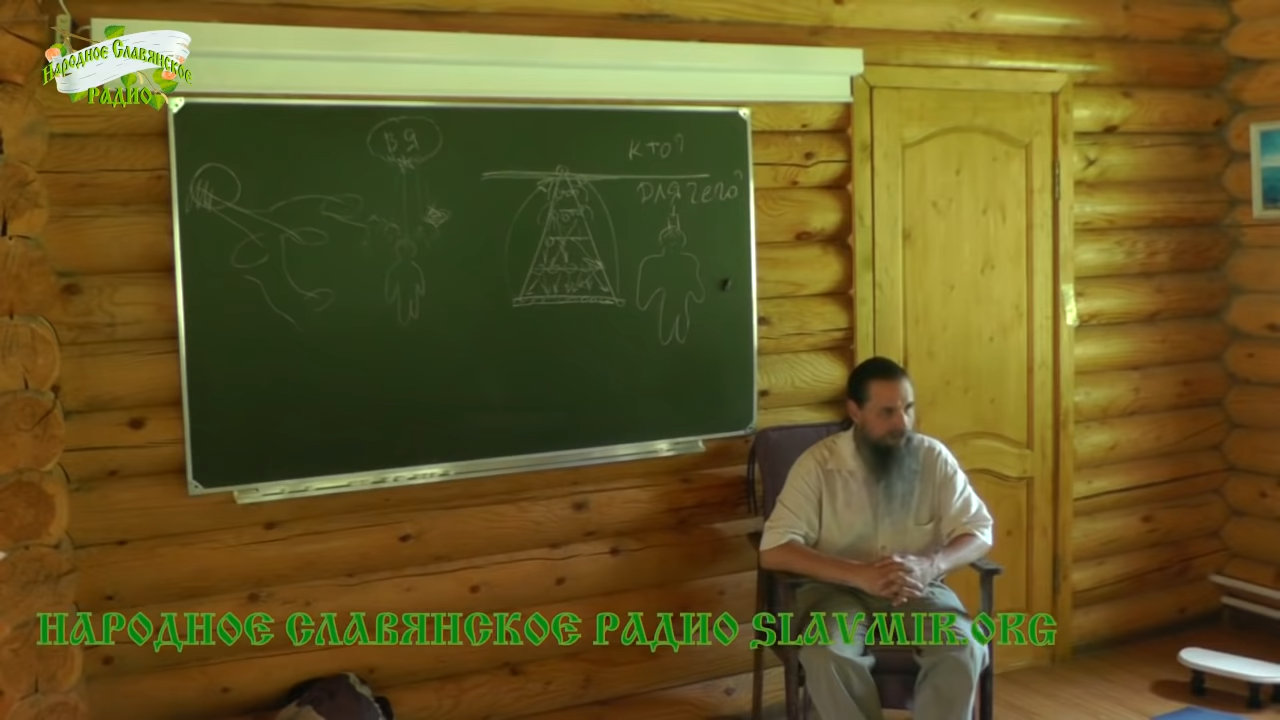 Народное Славянское
Радио
В Я
КТО?
ДЛЯ ЧЕГО?
НАРОДНОЕ СЛАВЯНСКОЕ РАДИО SLAVMIR.ORG